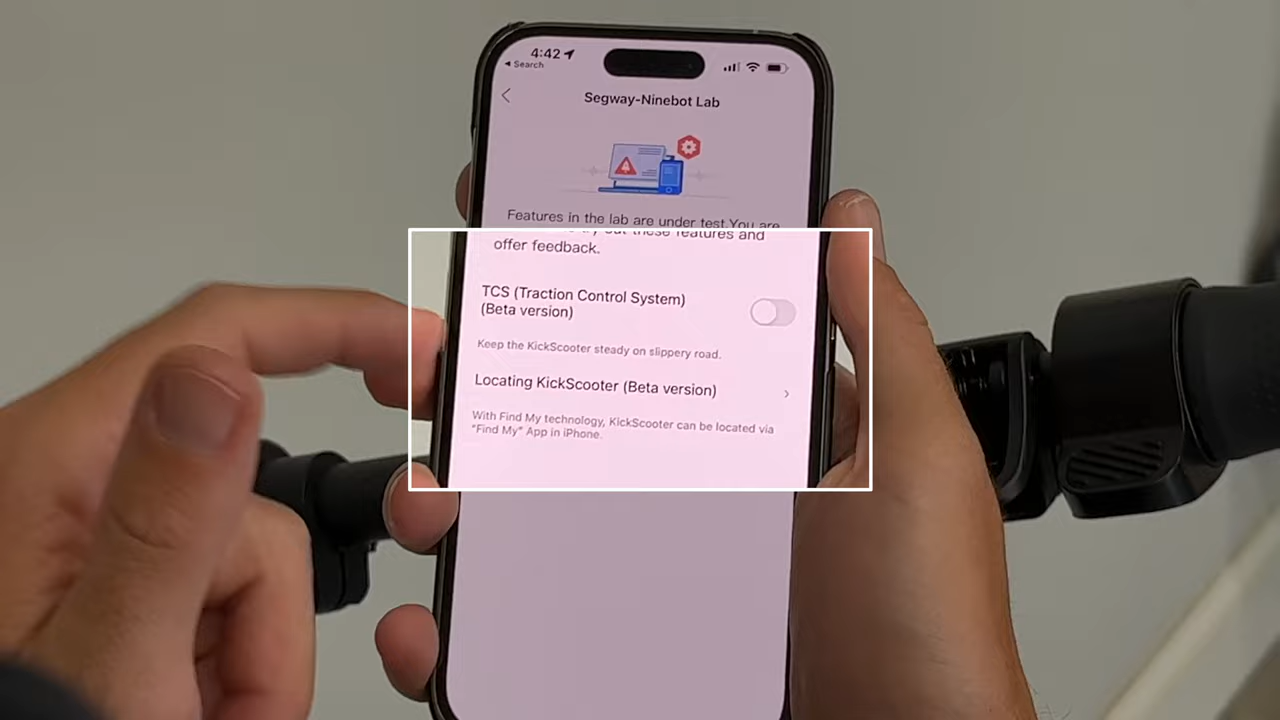 4:42
Search
Segway-Ninebot Lab
Features in the lab are under test You are
these features and
offer feedback.
TCS (Traction Control System)
(Beta version)
Keep the KickScooter steady on slippery road.
Locating KickScooter (Beta version)
With Find My technology, KickScooter can be located via
"Find My" App in iPhone.